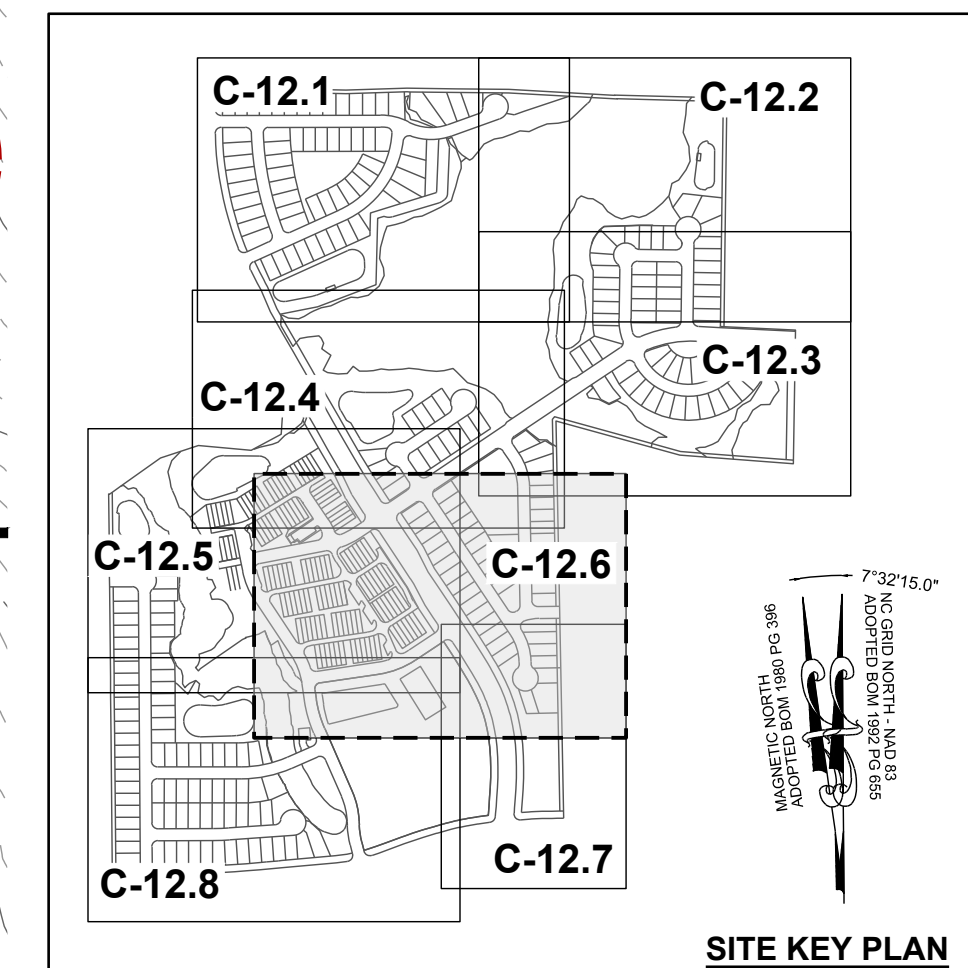 C-12.1
C-12.2
C-12.3
C-12.4
C-12.5
C-12.6
7°32'15.0"
MAGNETIC NORTH
ADOPTED BOM 1980 PG 396
NC GRID NORTH - NAD 83
ADOPTED BOM 1992 PG 655
C-12.7
C-12.8
SITE KEY PLAN